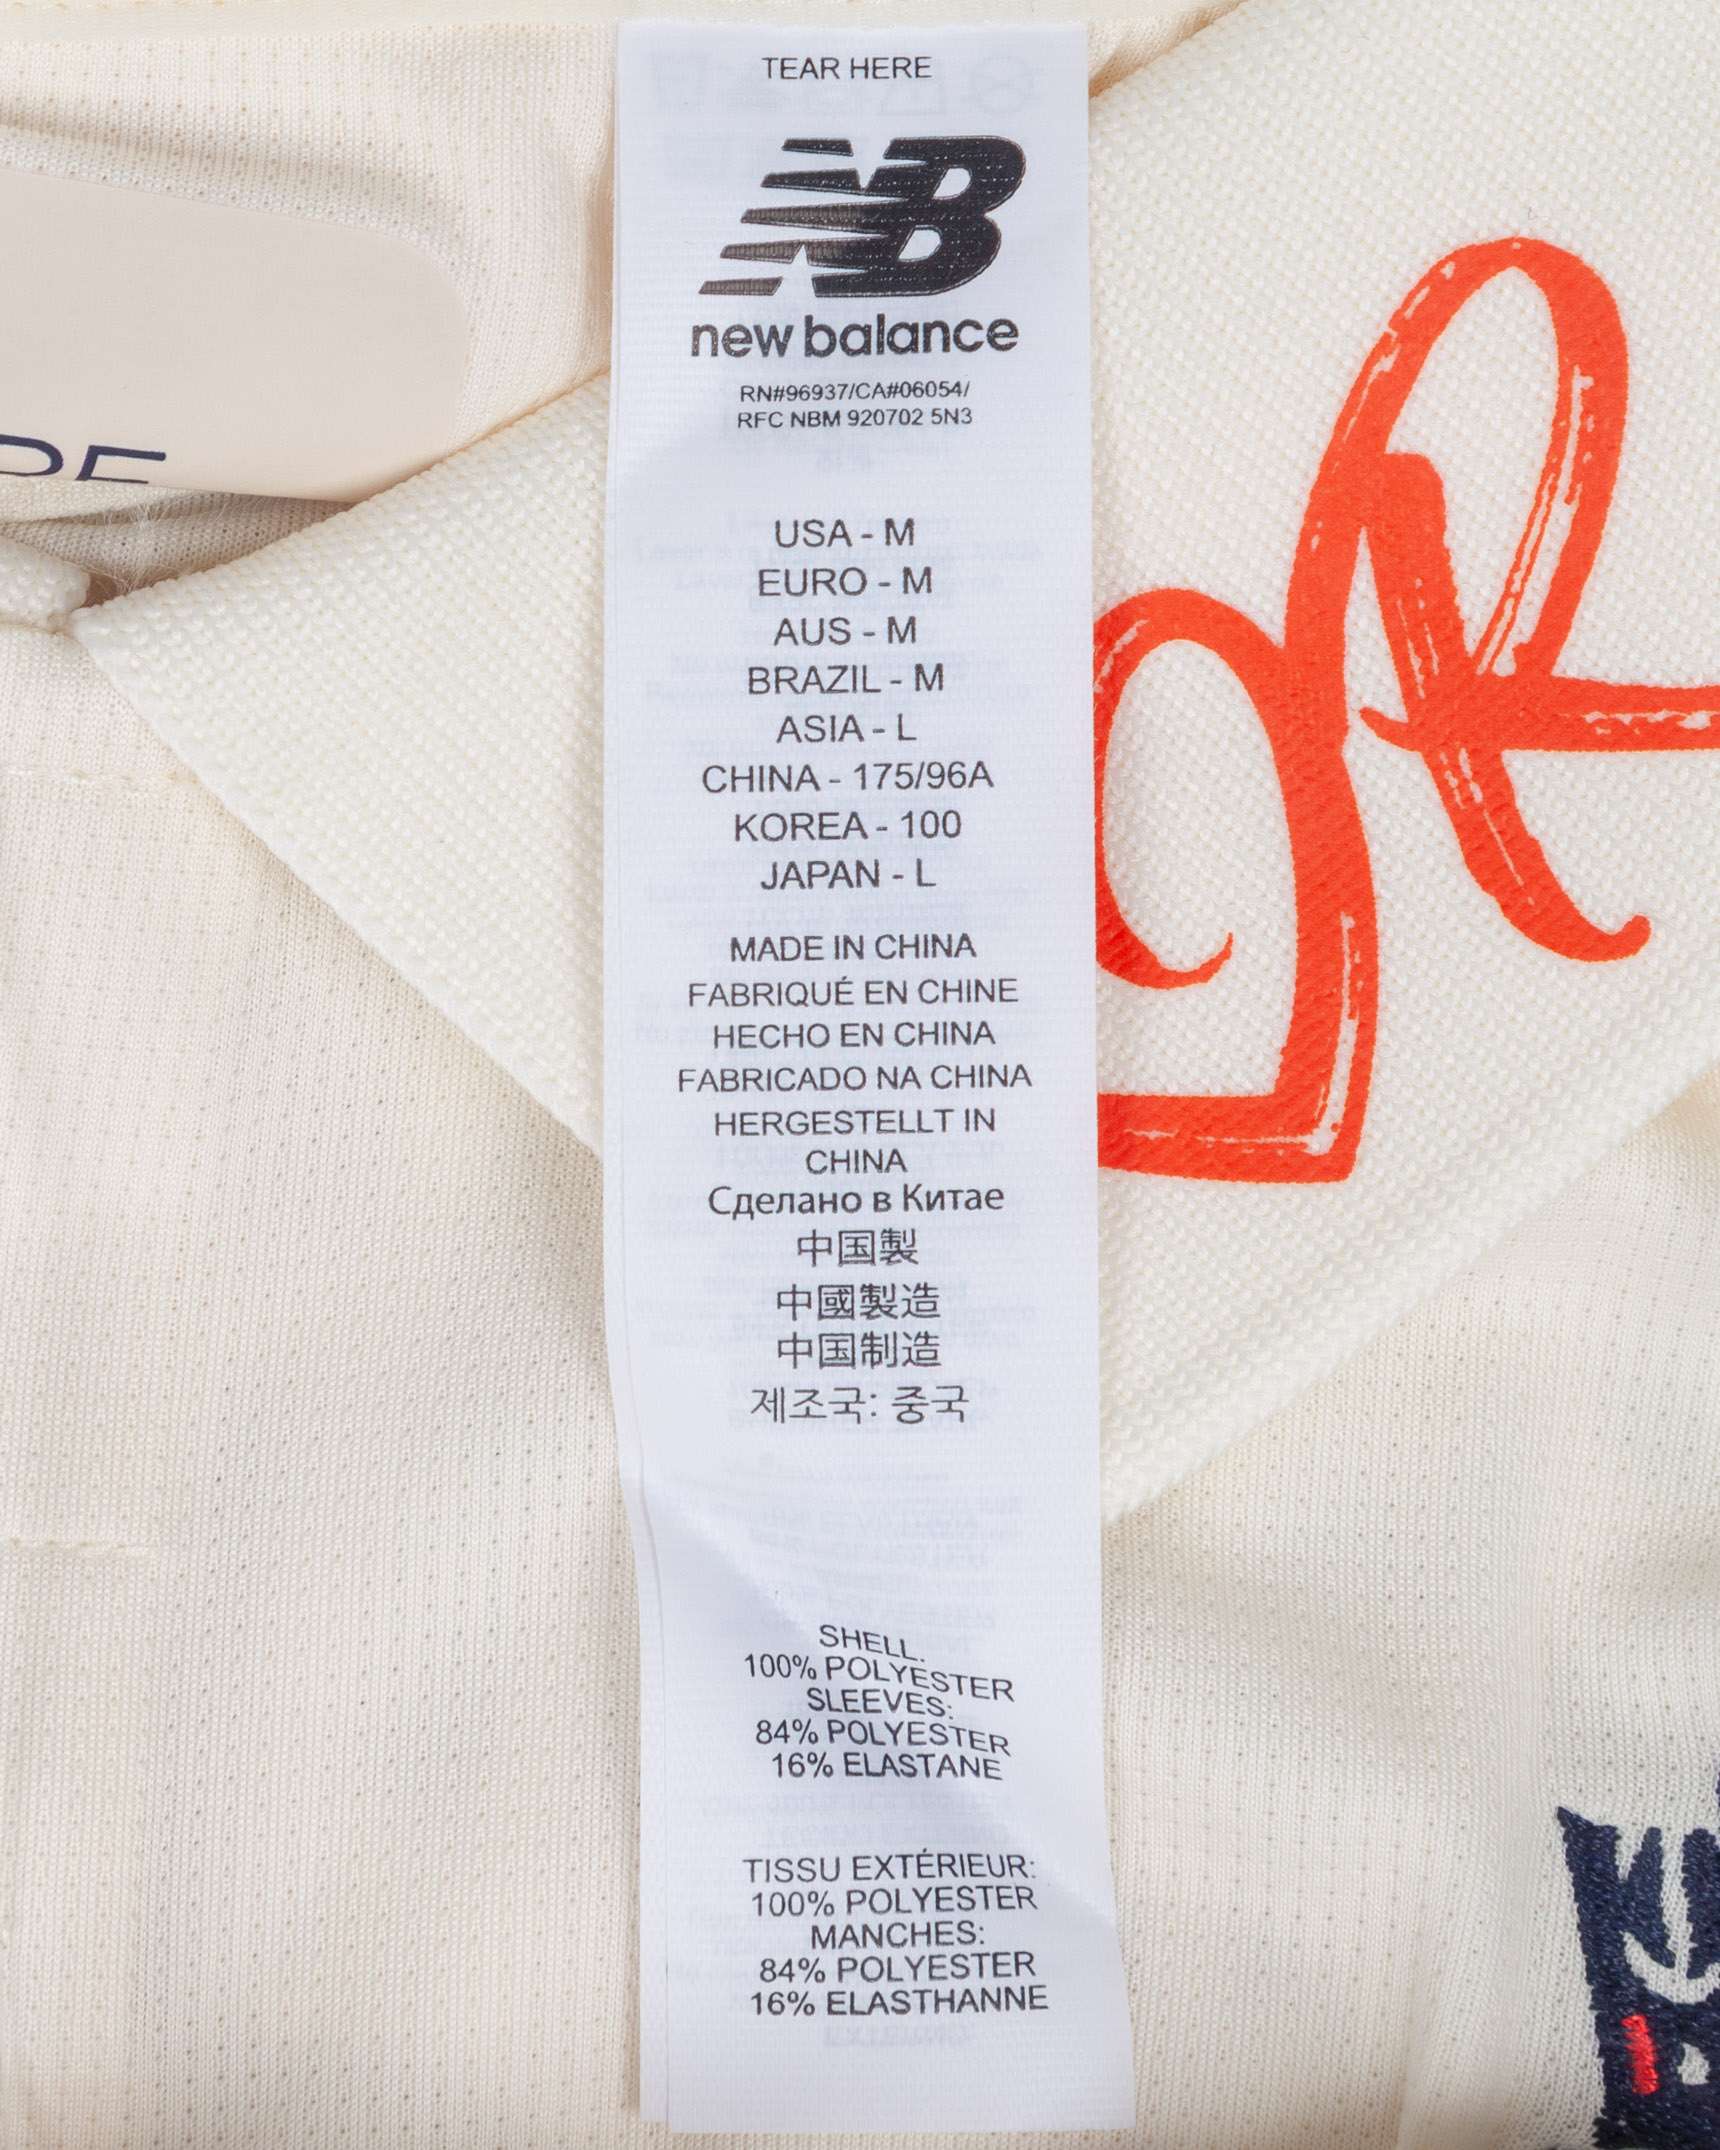 TEAR HERE
NB
new balance
RN#96937/CA#06054/
RFC NBM 920702 5N3
USA - M
EURO - M
AUS - M
BRAZIL - M
ASIA - L
CHINA - 175/96A
KOREA - 100
JAPAN - L
MADE IN CHINA
FABRIQUÉ EN CHINE
HECHO EN CHINA
FABRICADO NA CHINA
HERGESTELLT IN
CHINA
Сделано в Китае
中国製
中國製造
中国制造
제조국: 중국
SHELL:
100% POLYESTER
SLEEVES:
84% POLYESTER
16% ELASTANE
TISSU EXTÉRIEUR:
100% POLYESTER
MANCHES:
84% POLYESTER
16% ELASTHANNE